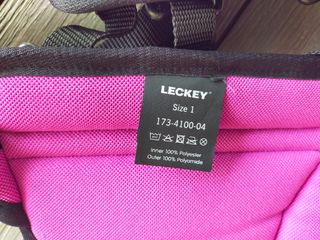 LECKEY
Size 1
173-4100-04
Inner 100% Polyester
Outer 100% Polyamide